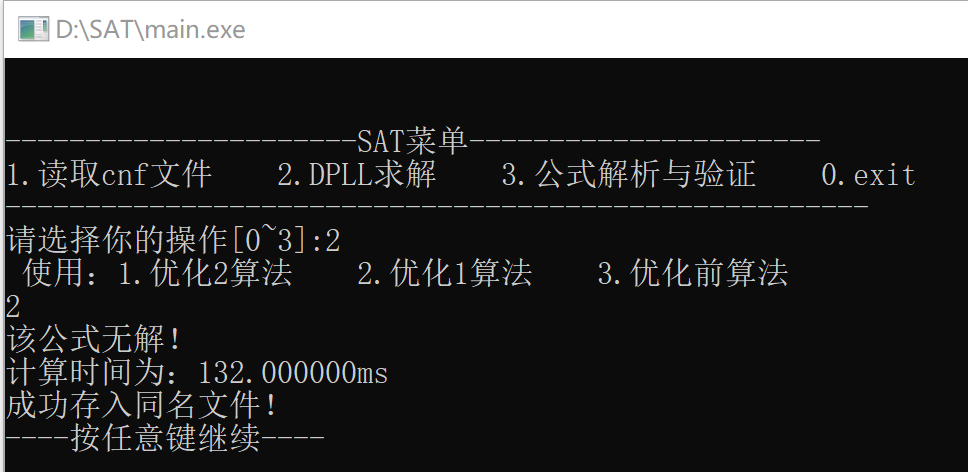 D:\SAT\main.exe
----------------------SAT菜单----------------------
1.读取cnf文件    2.DPLL求解    3.公式解析与验证    0.exit
------------------------------------------------------
请选择你的操作[0~3]:2
 使用：1.优化2算法    2.优化1算法    3.优化前算法
2
该公式无解！
计算时间为：132.000000ms
成功存入同名文件！
----按任意键继续----